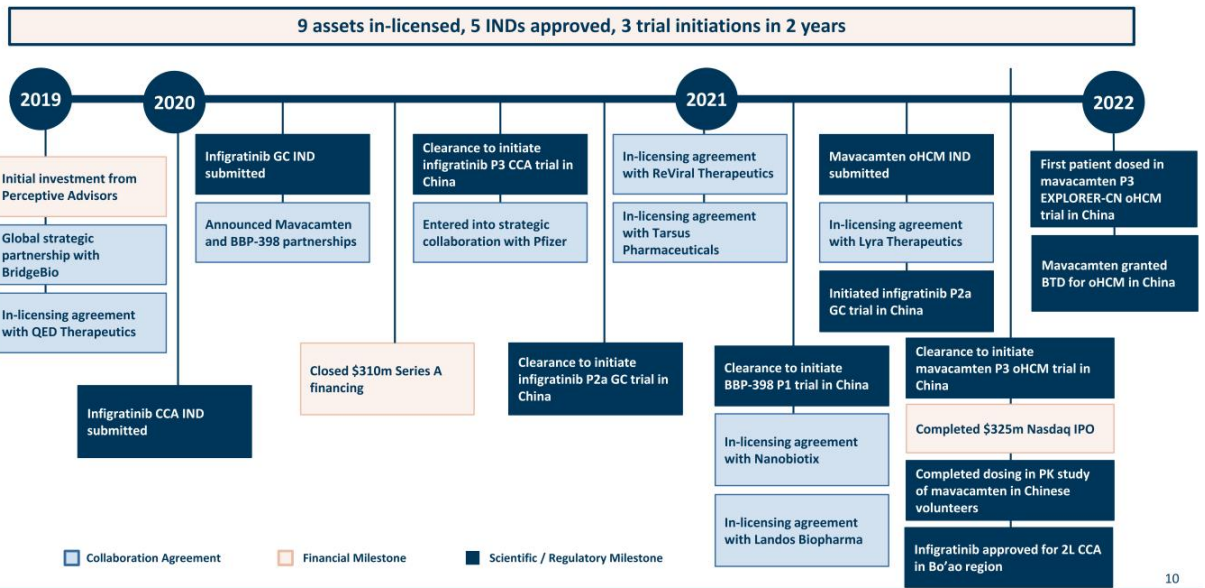 9 assets in-licensed, 5 INDs approved, 3 trial initiations in 2 years
2019
2020
2021
2022
Initial investment from
Perceptive Advisors
Global strategic
partnership with
BridgeBio
In-licensing agreement
with QED Therapeutics
Infigratinib CCA IND
submitted
Infigratinib GC IND
submitted
Announced Mavacamten
and BBP-398 partnerships
Closed $310m Series A
financing
Clearance to initiate
infigratinib P3 CCA trial in
China
Entered into strategic
collaboration with Pfizer
Clearance to initiate
infigratinib P2a GC trial in
China
In-licensing agreement
with ReViral Therapeutics
In-licensing agreement
with Tarsus
Pharmaceuticals
Clearance to initiate
BBP-398 P1 trial in China
In-licensing agreement
with Nanobiotix
In-licensing agreement
with Landos Biopharma
Mavacamten oHCM IND
submitted
In-licensing agreement
with Lyra Therapeutics
Initiated infigratinib P2a
GC trial in China
Clearance to initiate
mavacamten P3 oHCM trial in
China
Completed $325m Nasdaq IPO
Completed dosing in PK study
of mavacamten in Chinese
volunteers
Infigratinib approved for 2L CCA
in Bo’ao region
First patient dosed in
mavacamten P3
EXPLORER-CN oHCM
trial in China
Mavacamten granted
BTD for oHCM in China
Collaboration Agreement
Financial Milestone
Scientific / Regulatory Milestone
10